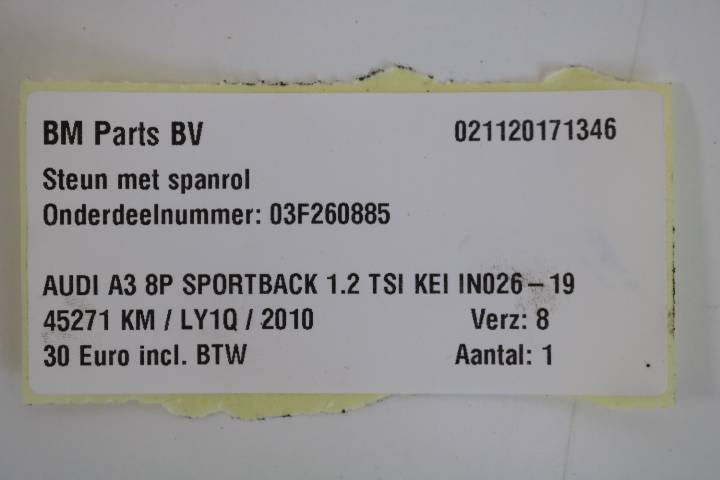 BM Parts BV 021120171346
Steun met spanrol
Onderdeelnummer: 03F260885
AUDI A3 8P SPORTBACK 1.2 TSI KEI IN026-19
45271 KM / LY1Q / 2010 Verz: 8
30 Euro incl. BTW Aantal: 1